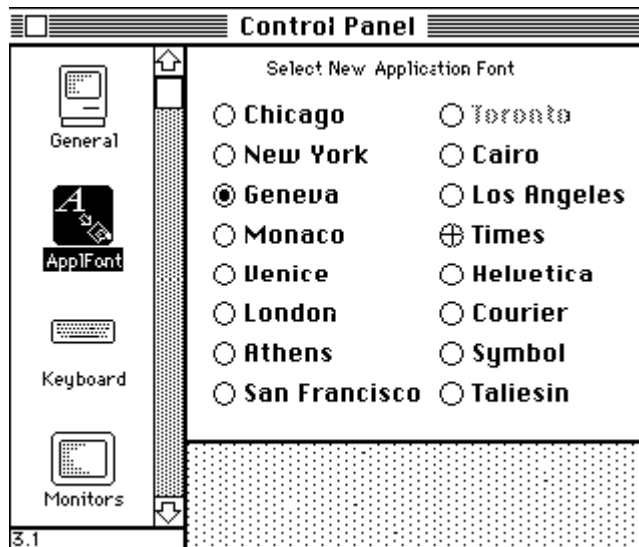 Control Panel
General
ApplFont
Keyboard
Monitors
3.1
Select New Application Font
Chicago
Toronto
New York
Cairo
Geneva
Los Angeles
Monaco
Times
Venice
Helvetica
London
Courier
Athens
Symbol
San Francisco
Taliesin